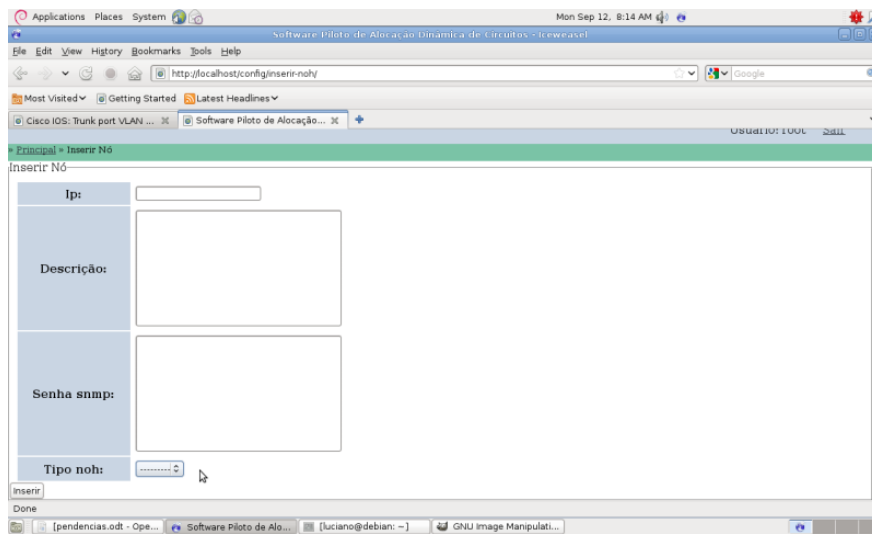 Applications Places System Mon Sep 12, 8:14 AM
Software Piloto de Alocação Dinâmica de Circuitos - Iceweasel
File Edit View History Bookmarks Tools Help
http://localhost/config/inserir-noh/ Google
Most Visited Getting Started Latest Headlines
Cisco IOS: Trunk port VLAN ... Software Piloto de Alocação...
Usuario: root Sair
» Principal » Inserir Nó
Inserir Nó
Ip:
Descrição:
Senha snmp:
Tipo noh: ---------
Inserir
Done
[pendencias.odt - Ope... Software Piloto de Alo... [luciano@debian: ~] GNU Image Manipulati...